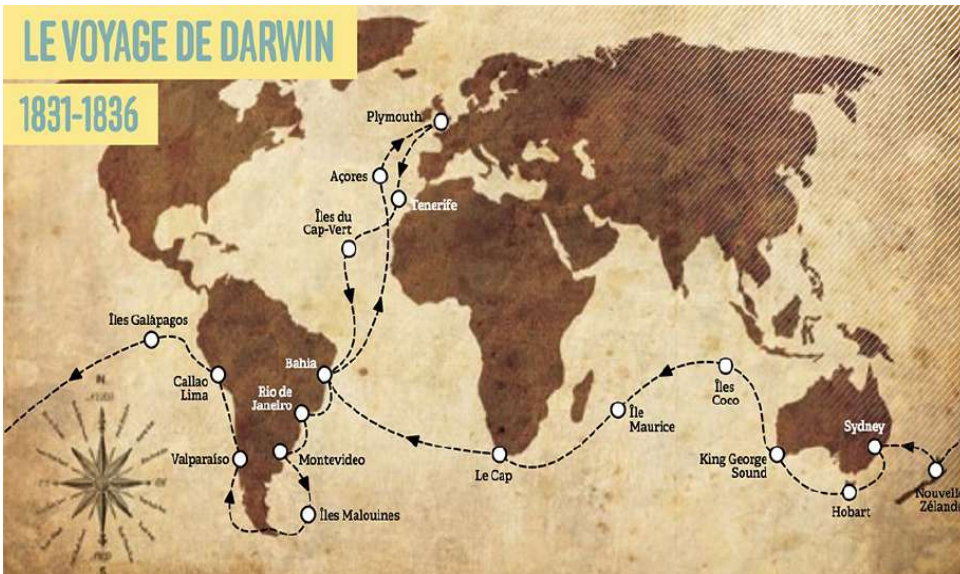 LE VOYAGE DE DARWIN
1831-1836
Plymouth
Açores
Tenerife
Îles du
Cap-Vert
Îles Galápagos
Bahia
Callao
Lima
Rio de
Janeiro
Îles
Coco
Île
Maurice
Sydney
Valparaíso
Montevideo
King George
Sound
Le Cap
Nouvelle
Zéland
Hobart
Îles Malouines
N
S